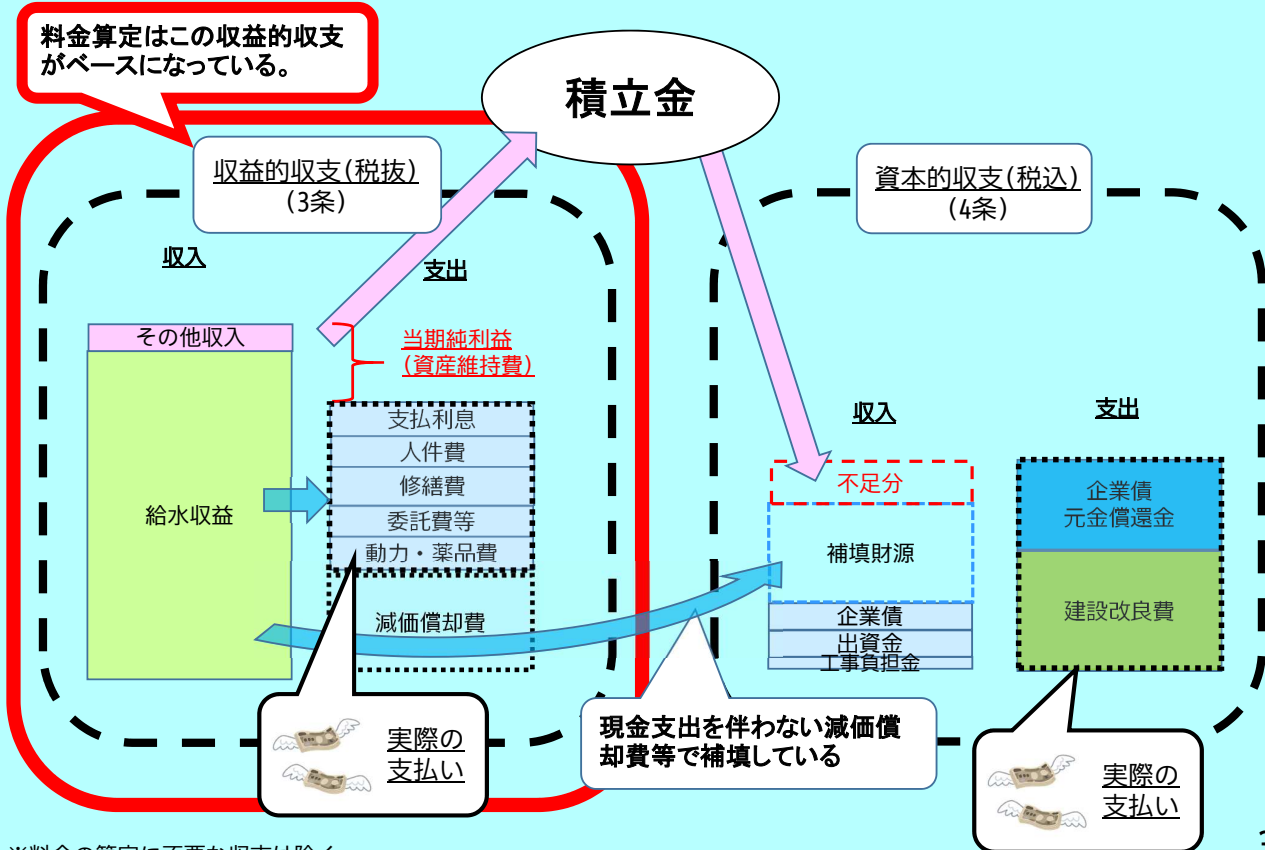 料金算定はこの収益的収支
がベースになっている。
積立金
収益的収支(税抜)
(3条)
資本的収支(税込)
(4条)
収入
支出
その他収入
給水収益
当期純利益
(資産維持費)
支払利息
人件費
修繕費
委託費等
動力・薬品費
減価償却費
実際の
支払い
収入
支出
不足分
補填財源
企業債
出資金
工事負担金
企業債
元金償還金
建設改良費
現金支出を伴わない減価償
却費等で補填している
実際の
支払い